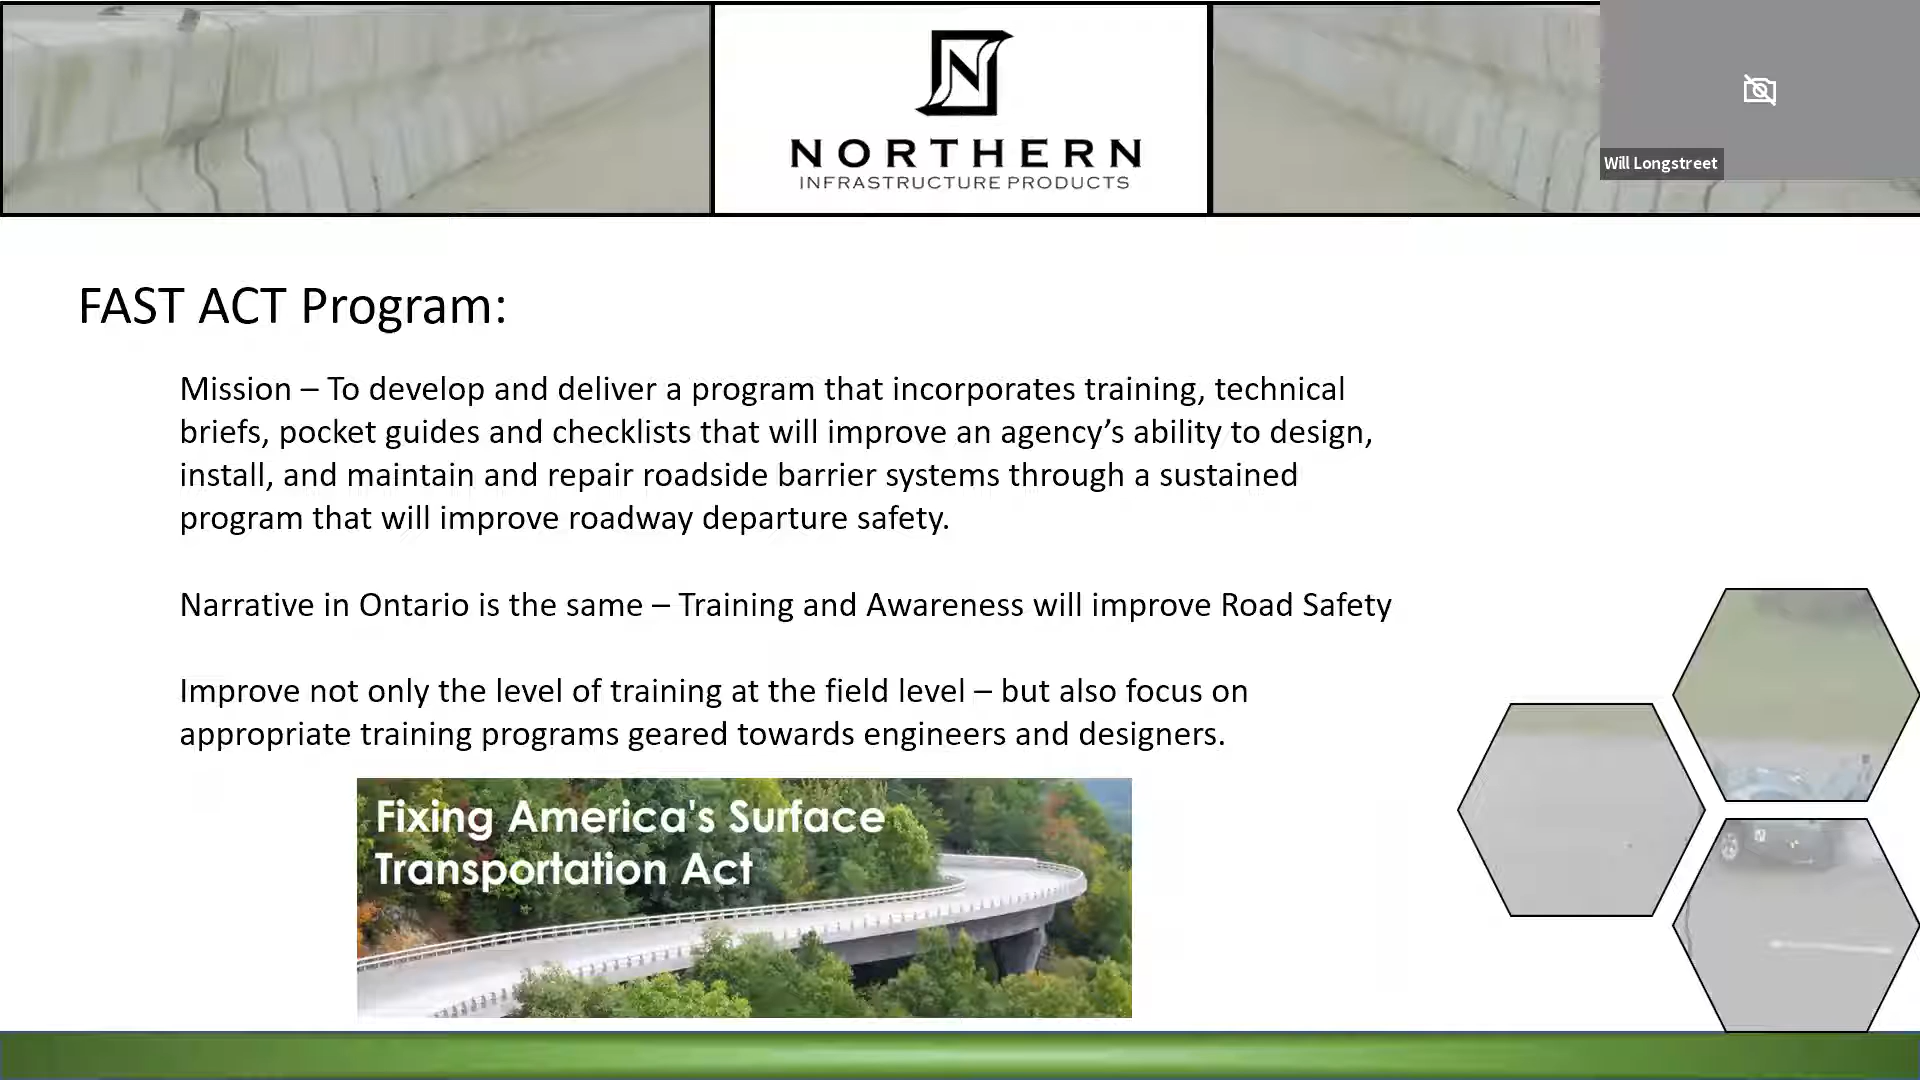 NORTHERN
INFRASTRUCTURE PRODUCTS
Will Longstreet
FAST ACT Program:
Mission – To develop and deliver a program that incorporates training, technical
briefs, pocket guides and checklists that will improve an agency’s ability to design,
install, and maintain and repair roadside barrier systems through a sustained
program that will improve roadway departure safety.
Narrative in Ontario is the same – Training and Awareness will improve Road Safety
Improve not only the level of training at the field level – but also focus on
appropriate training programs geared towards engineers and designers.
Fixing America's Surface
Transportation Act